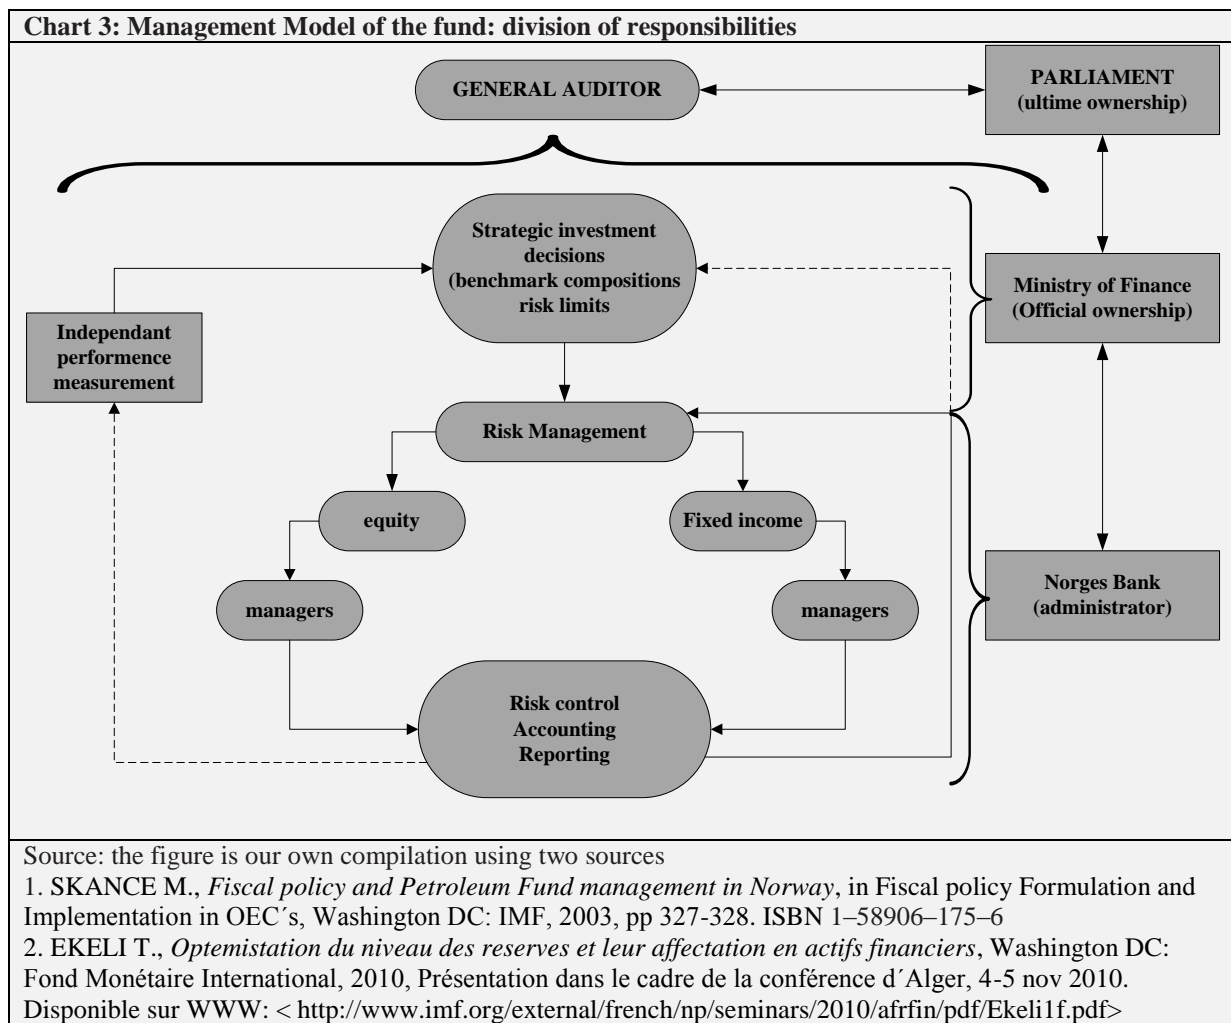 Chart 3: Management Model of the fund: division of responsibilities
GENERAL AUDITOR
PARLIAMENT
(ultime ownership)
Strategic investment
decisions
(benchmark compositions
risk limits
Ministry of Finance
(Official ownership)
Independant
performence
measurement
Risk Management
equity
Fixed income
managers
managers
Norges Bank
(administrator)
Risk control
Accounting
Reporting
Source: the figure is our own compilation using two sources
1. SKANCE M., Fiscal policy and Petroleum Fund management in Norway, in Fiscal policy Formulation and
Implementation in OEC´s, Washington DC: IMF, 2003, pp 327-328. ISBN 1–58906–175–6
2. EKELI T., Optemistation du niveau des reserves et leur affectation en actifs financiers, Washington DC:
Fond Monétaire International, 2010, Présentation dans le cadre de la conférence d´Alger, 4-5 nov 2010.
Disponible sur WWW: < http://www.imf.org/external/french/np/seminars/2010/afrfin/pdf/Ekeli1f.pdf>